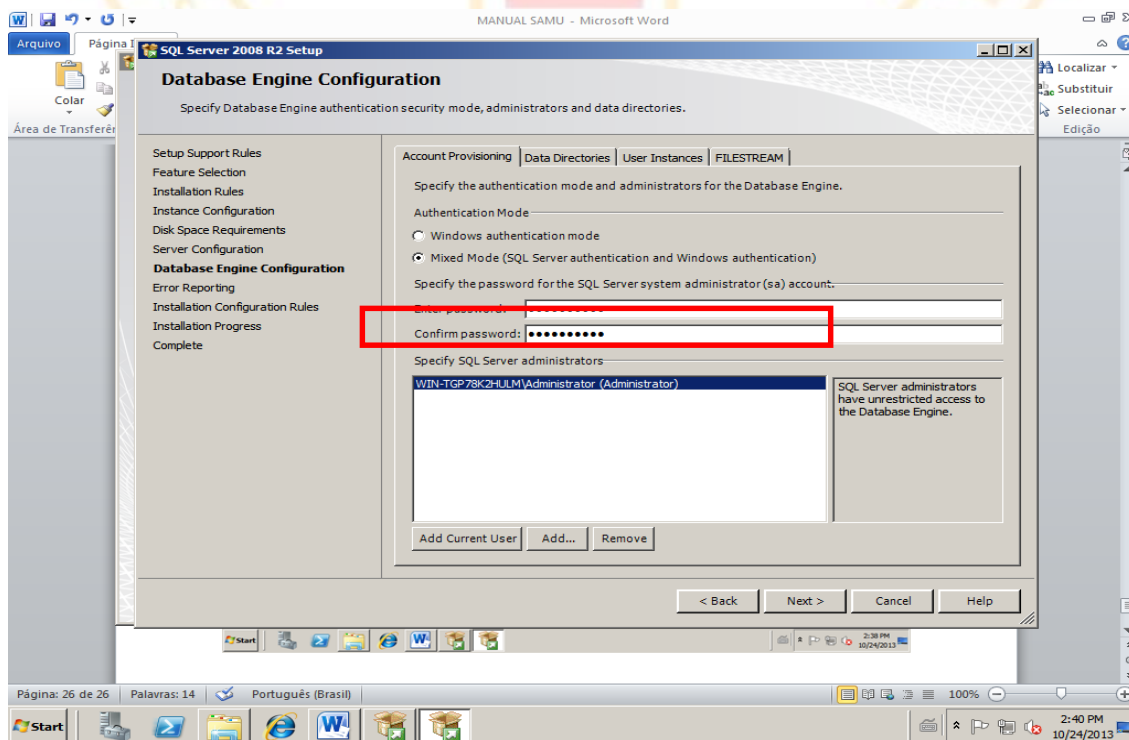 MANUAL SAMU - Microsoft Word
Arquivo
Página I
Colar
Área de Transferêr
Localizar
Substituir
Selecionar
Edição
SQL Server 2008 R2 Setup
Database Engine Configuration
Specify Database Engine authentication security mode, administrators and data directories.
Setup Support Rules
Feature Selection
Installation Rules
Instance Configuration
Disk Space Requirements
Server Configuration
Database Engine Configuration
Error Reporting
Installation Configuration Rules
Installation Progress
Complete
Account Provisioning Data Directories User Instances FILESTREAM
Specify the authentication mode and administrators for the Database Engine.
Authentication Mode
Windows authentication mode
Mixed Mode (SQL Server authentication and Windows authentication)
Specify the password for the SQL Server system administrator (sa) account.
Enter password:
Confirm password: ●●●●●●●●●●
Specify SQL Server administrators
WIN-TGP78K2HULM\Administrator (Administrator)
SQL Server administrators
have unrestricted access to
the Database Engine.
Add Current User Add... Remove
< Back Next > Cancel Help
Start 2:38 PM
10/24/2013
Página: 26 de 26 Palavras: 14 Português (Brasil) 100%
Start 2:40 PM
10/24/2013